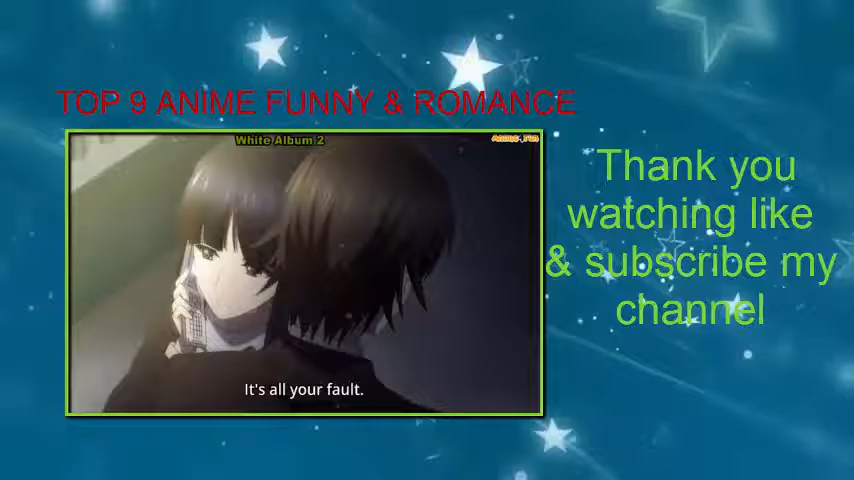 TOP 9 ANIME FUNNY & ROMANCE
White Album 2
Thank you
watching like
& subscribe my
channel
It's all your fault.